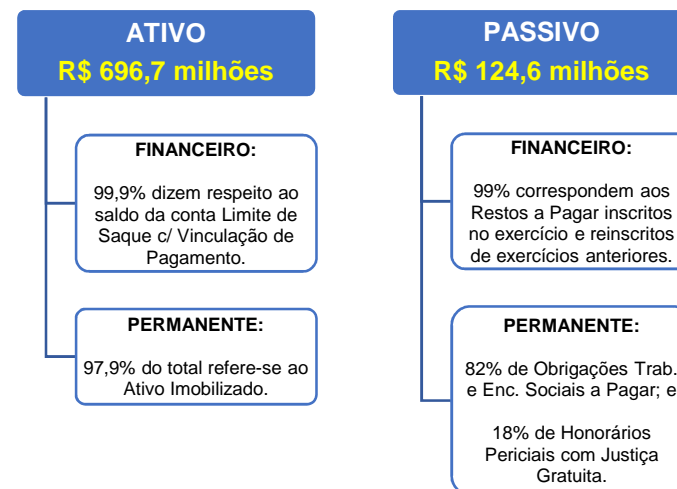 ATIVO
R$ 696,7 milhões
FINANCEIRO:
99,9% dizem respeito ao
saldo da conta Limite de
Saque c/ Vinculação de
Pagamento.
PERMANENTE:
97,9% do total refere-se ao
Ativo Imobilizado.
PASSIVO
R$ 124,6 milhões
FINANCEIRO:
99% correspondem aos
Restos a Pagar inscritos
no exercício e reinscritos
de exercícios anteriores.
PERMANENTE:
82% de Obrigações Trab.
e Enc. Sociais a Pagar; e
18% de Honorários
Periciais com Justiça
Gratuita.